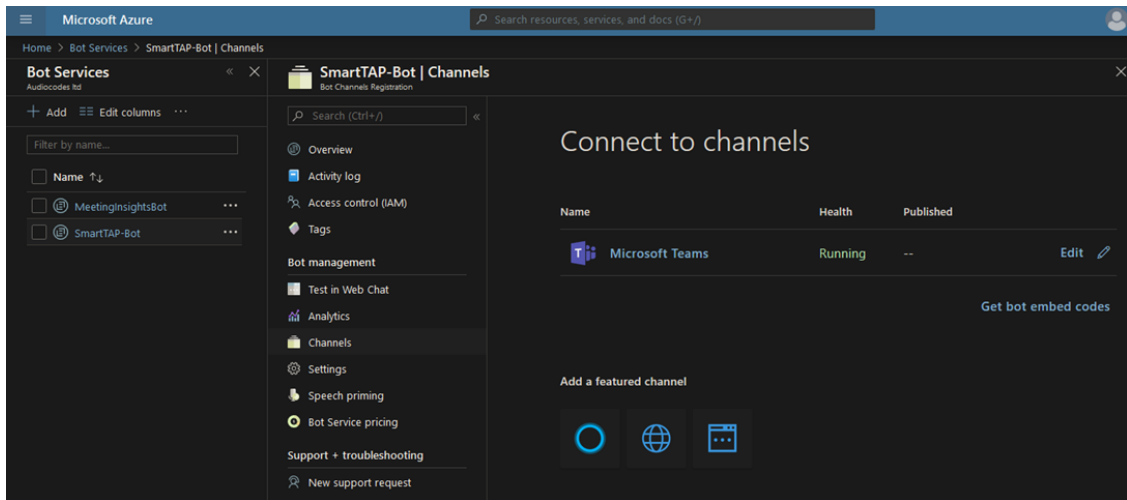 Microsoft Azure
Search resources, services, and docs (G+/)
Home > Bot Services > SmartTAP-Bot | Channels
Bot Services
Audiocodes ltd
Add Edit columns ...
Filter by name...
Name ↑↓
MeetingInsightsBot ...
SmartTAP-Bot ...
SmartTAP-Bot | Channels
Bot Channels Registration
Search (Ctrl+/)
Overview
Activity log
Access control (IAM)
Tags
Bot management
Test in Web Chat
Analytics
Channels
Settings
Speech priming
Bot Service pricing
Support + troubleshooting
New support request
Connect to channels
Name Health Published
Microsoft Teams Running -- Edit
Get bot embed codes
Add a featured channel